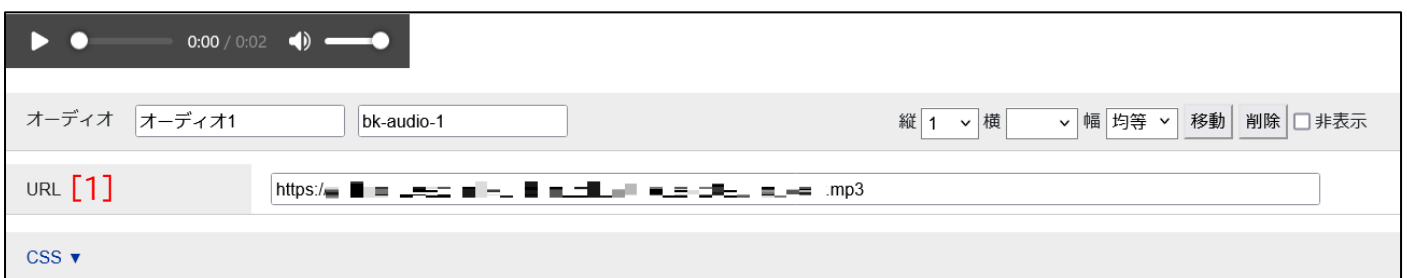 0:00 / 0:02
オーディオ オーディオ1 bk-audio-1 縦 1 横 幅 均等 移動 削除 非表示
URL [1] https:/ .mp3
CSS ▼